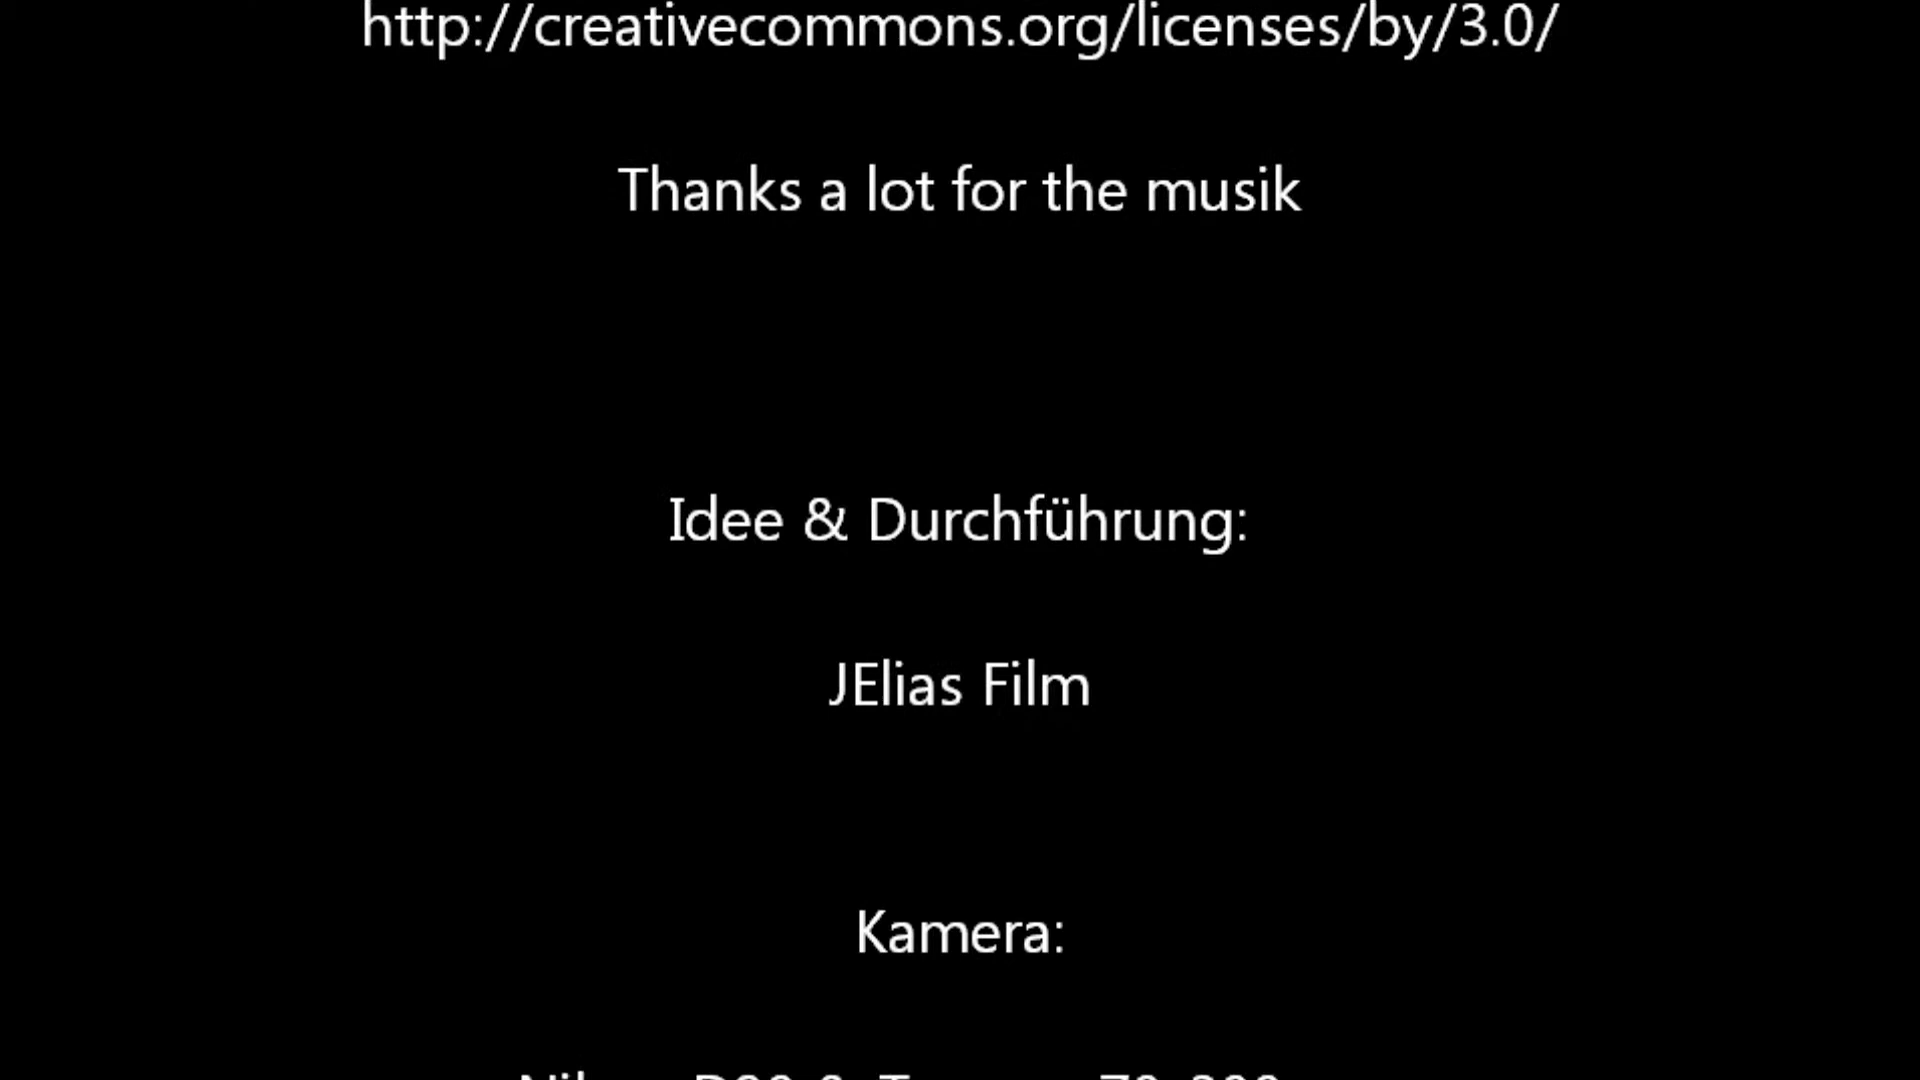 http://creativecommons.org/licenses/by/3.0/
Thanks a lot for the musik
Idee & Durchführung:
JElias Film
Kamera: